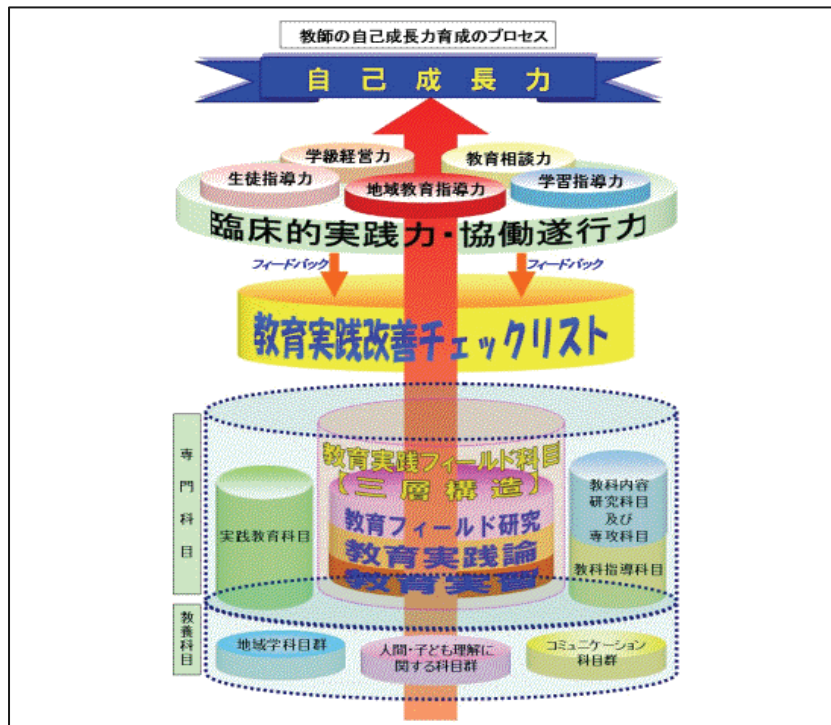 教師の自己成長力育成のプロセス
自己成長力
学級経営力
教育相談力
生徒指導力
地域教育指導力
学習指導力
臨床的実践力・協働遂行力
フィードバック
フィードバック
教育実践改善チェックリスト
専門科目
教育実践フィールド科目
【三層構造】
教育フィールド研究
教育実践論
教育実習
実践教育科目
教科内容
研究科目
及び
専攻科目
教科指導科目
教養科目
地域学科目群
人間・子ども理解に
関する科目群
コミュニケーション
科目群